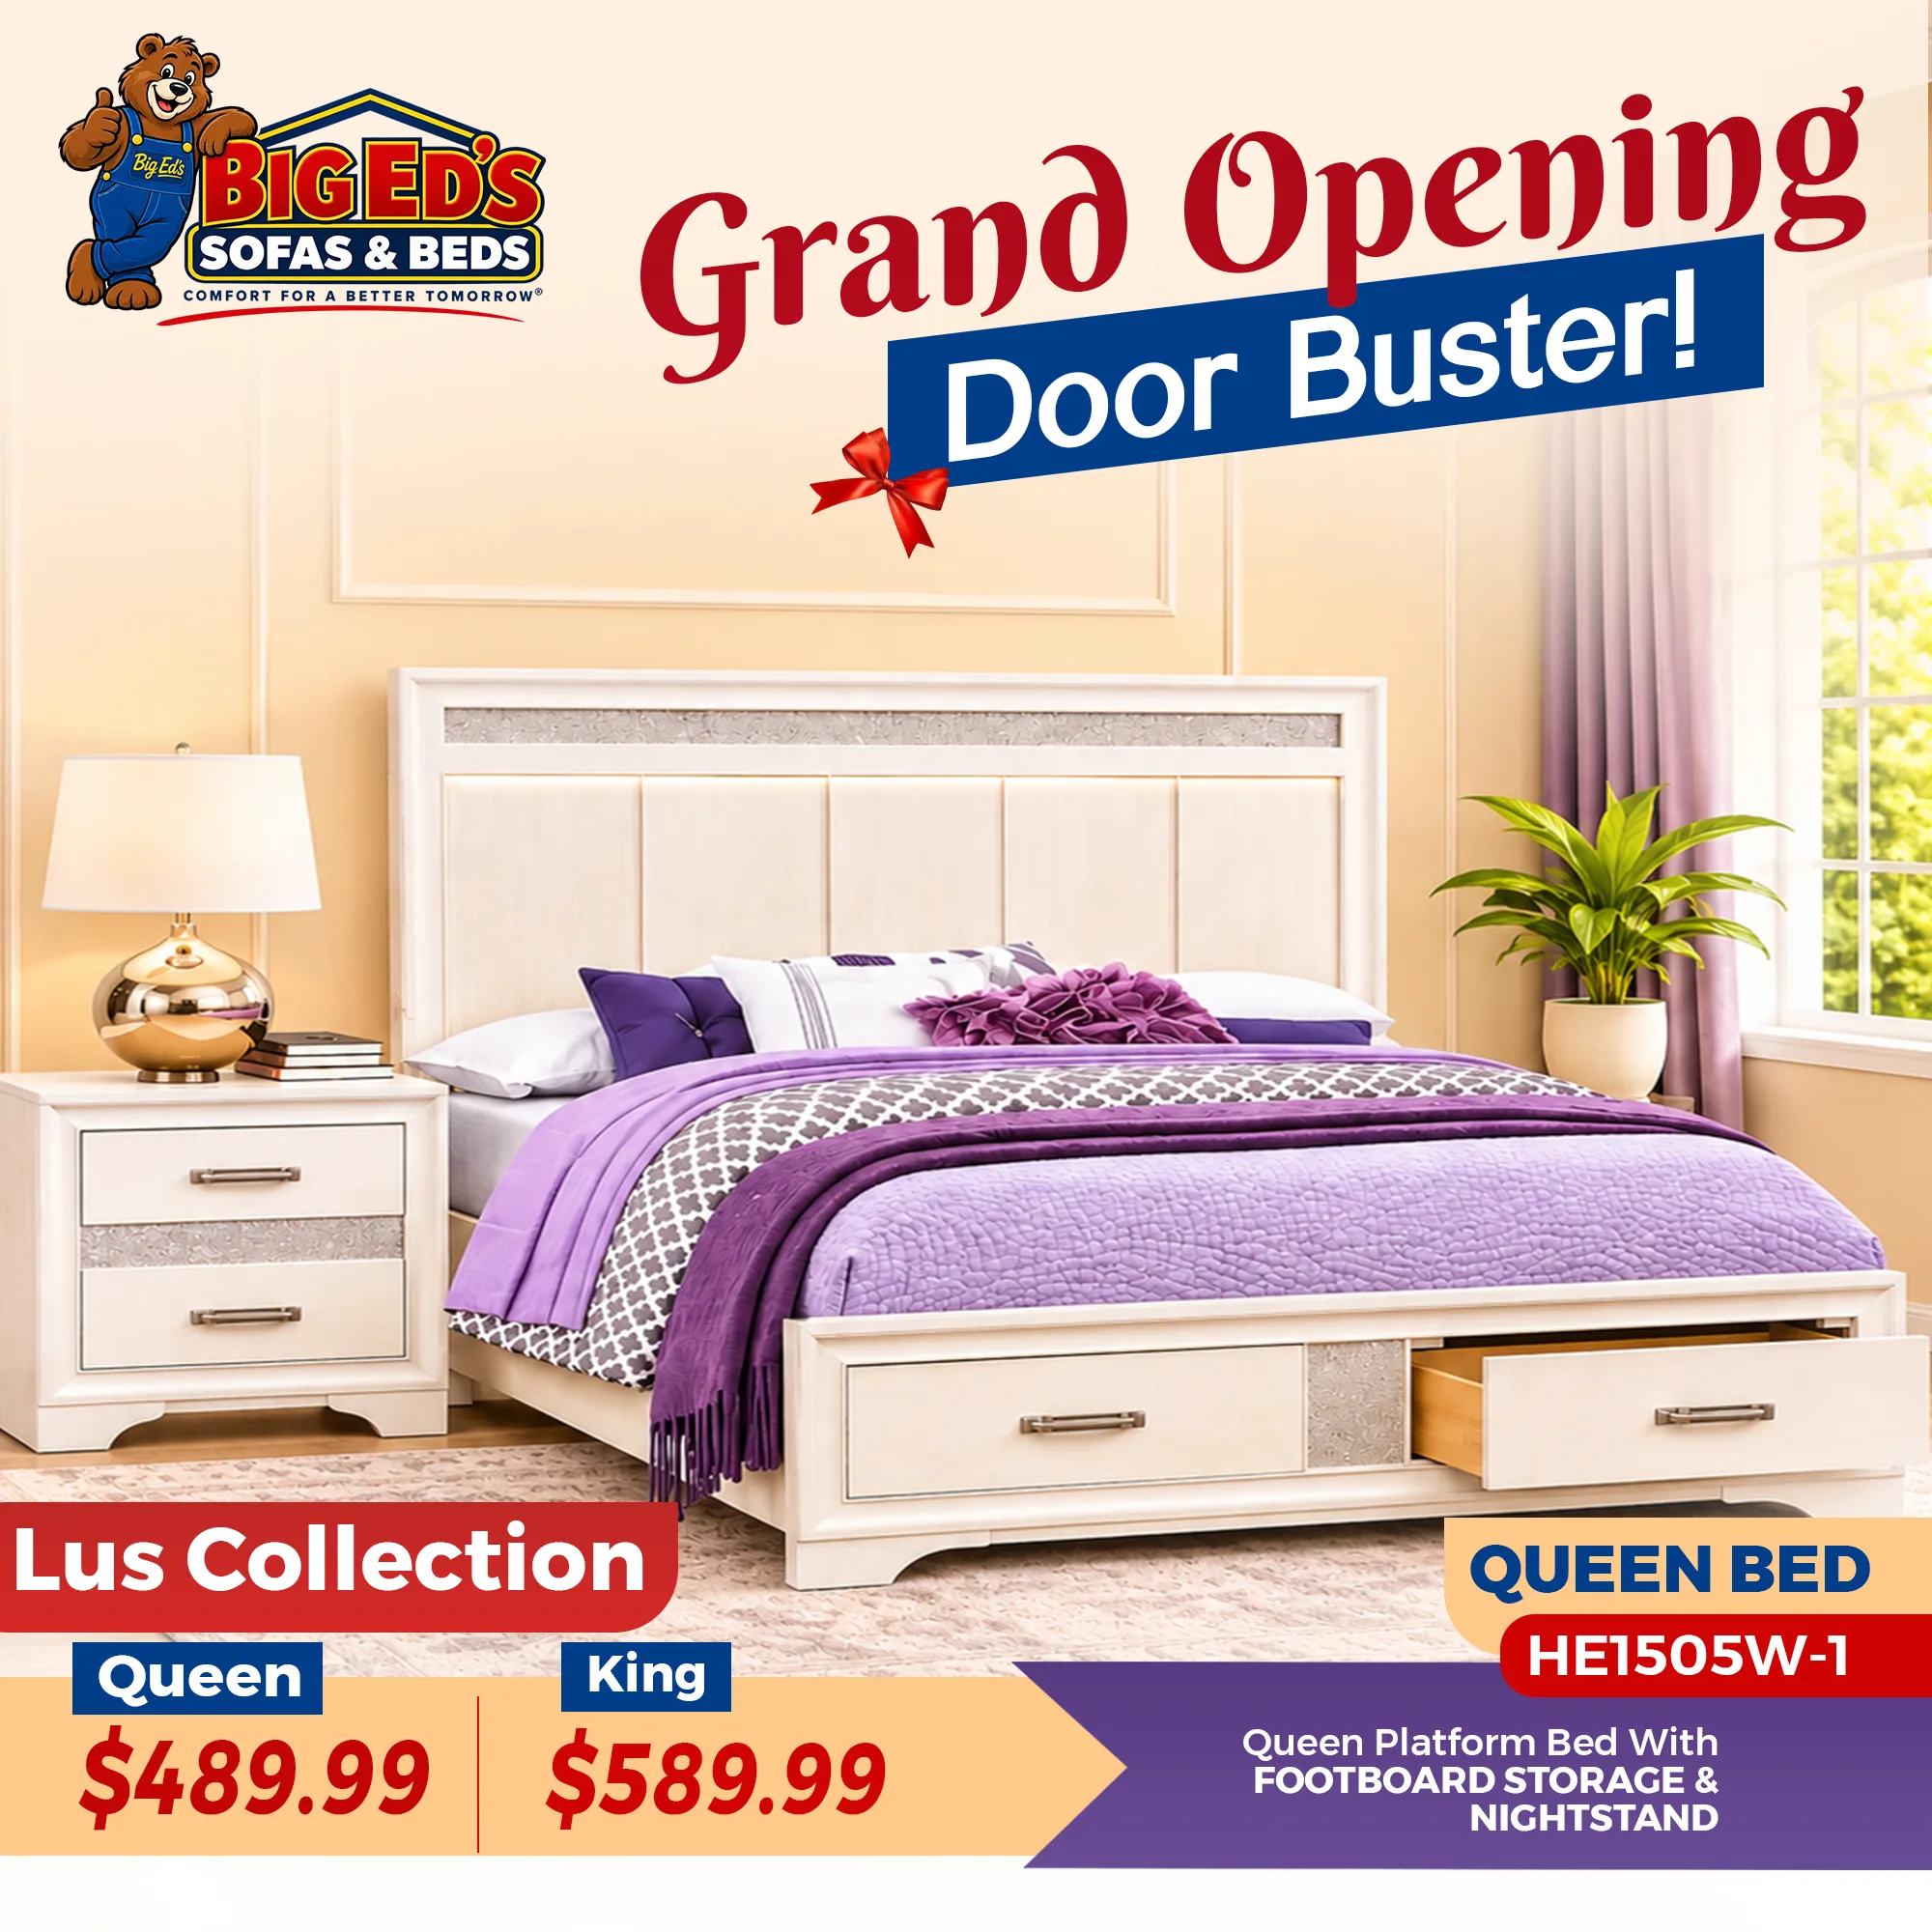 Big Ed's
BIG ED'S
SOFAS & BEDS
COMFORT FOR A BETTER TOMORROW®
Grand Opening
Door Buster!
Lus Collection
Queen
$489.99
King
$589.99
QUEEN BED
HE1505W-1
Queen Platform Bed With
FOOTBOARD STORAGE &
NIGHTSTAND